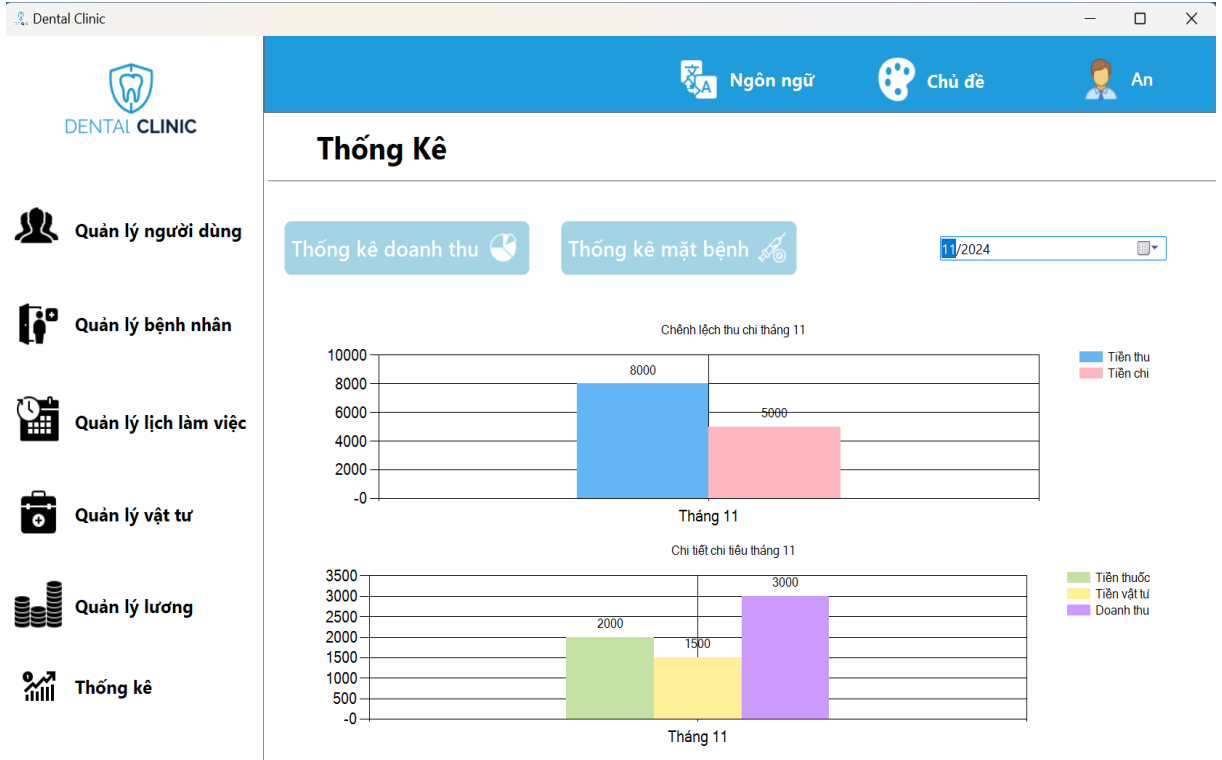 Dental Clinic
DENTAL CLINIC
Ngôn ngữ
Chủ đề
An
Thống Kê
Quản lý người dùng
Quản lý bệnh nhân
Quản lý lịch làm việc
Quản lý vật tư
Quản lý lương
Thống kê
Thống kê doanh thu
Thống kê mặt bệnh
11/2024
Chênh lệch thu chi tháng 11
10000
8000
6000
4000
2000
-0
8000
5000
Tháng 11
Tiền thu
Tiền chi
Chi tiết chi tiêu tháng 11
3500
3000
2500
2000
1500
1000
500
-0
2000
1500
3000
Tháng 11
Tiền thuốc
Tiền vật tư
Doanh thu